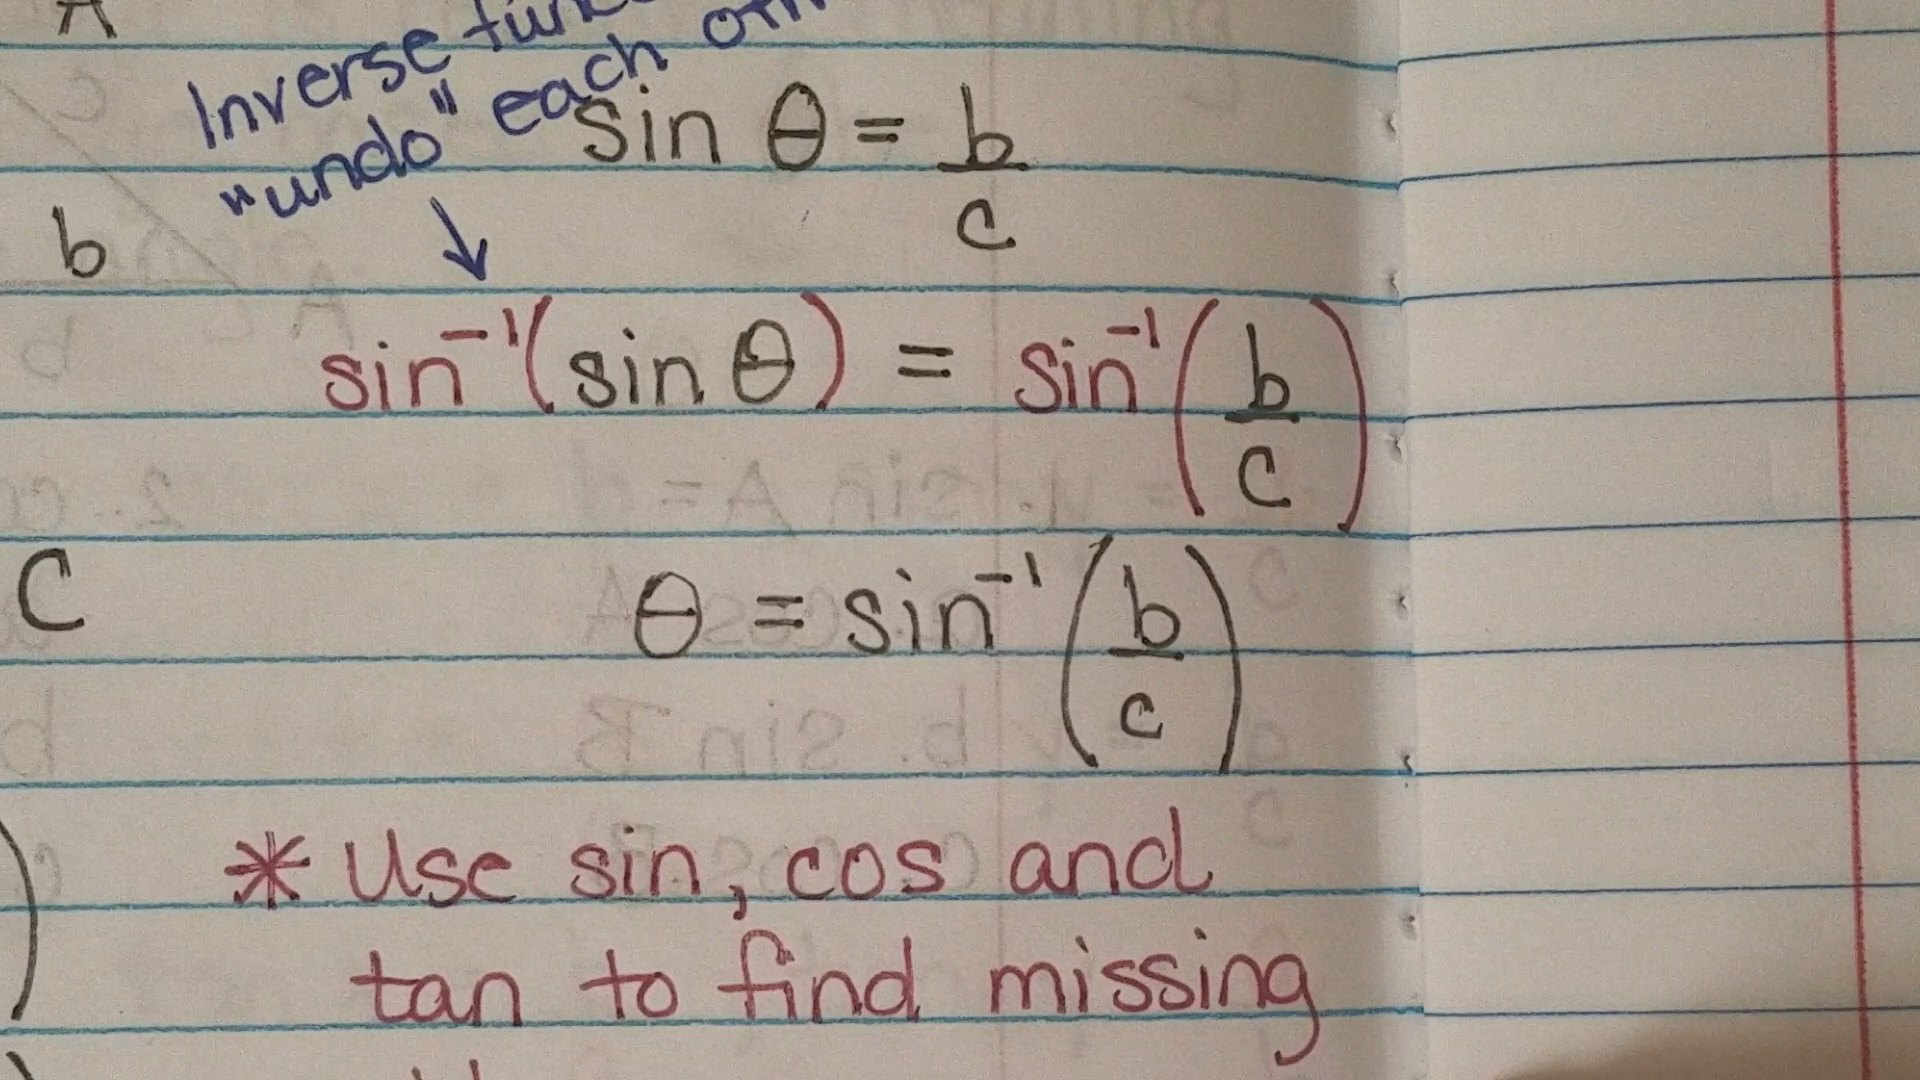 A
Inverse
"undo" each
sin θ = b/c
b
sin⁻¹(sin θ) = sin⁻¹(b/c)
C
θ = sin⁻¹(b/c)
* Use sin, cos and
tan to find missing